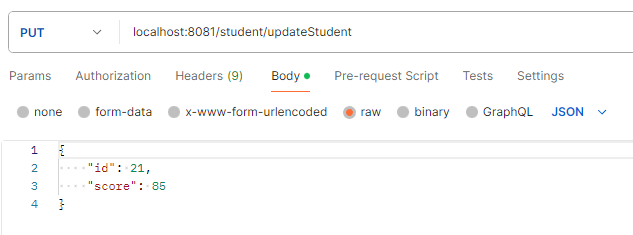 PUT localhost:8081/student/updateStudent
Params Authorization Headers (9) Body Pre-request Script Tests Settings
none form-data x-www-form-urlencoded raw binary GraphQL JSON
1 {
2 "id": 21,
3 "score": 85
4 }